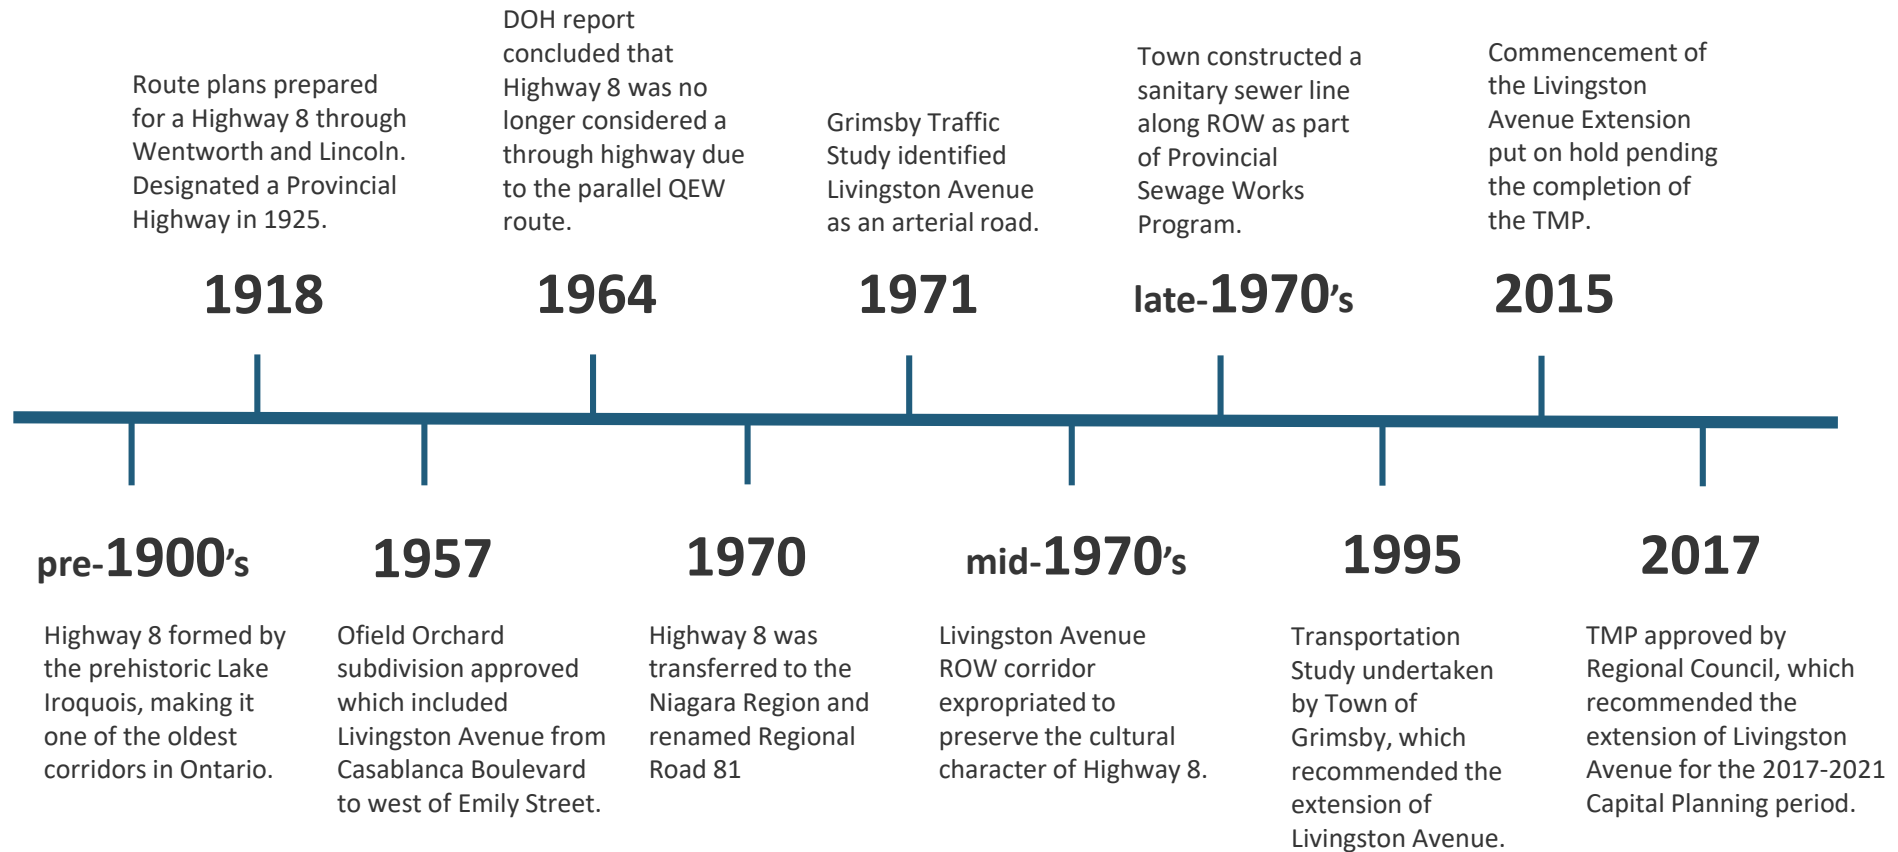 Route plans prepared
for a Highway 8 through
Wentworth and Lincoln.
Designated a Provincial
Highway in 1925.
1918
DOH report
concluded that
Highway 8 was no
longer considered a
through highway due
to the parallel QEW
route.
1964
Grimsby Traffic
Study identified
Livingston Avenue
as an arterial road.
1971
Town constructed a
sanitary sewer line
along ROW as part
of Provincial
Sewage Works
Program.
late-1970's
Commencement of
the Livingston
Avenue Extension
put on hold pending
the completion of
the TMP.
2015
pre-1900's
Highway 8 formed by
the prehistoric Lake
Iroquois, making it
one of the oldest
corridors in Ontario.
1957
Ofield Orchard
subdivision approved
which included
Livingston Avenue from
Casablanca Boulevard
to west of Emily Street.
1970
Highway 8 was
transferred to the
Niagara Region and
renamed Regional
Road 81
mid-1970's
Livingston Avenue
ROW corridor
expropriated to
preserve the cultural
character of Highway 8.
1995
Transportation
Study undertaken
by Town of
Grimsby, which
recommended the
extension of
Livingston Avenue.
2017
TMP approved by
Regional Council, which
recommended the
extension of Livingston
Avenue for the 2017-2021
Capital Planning period.